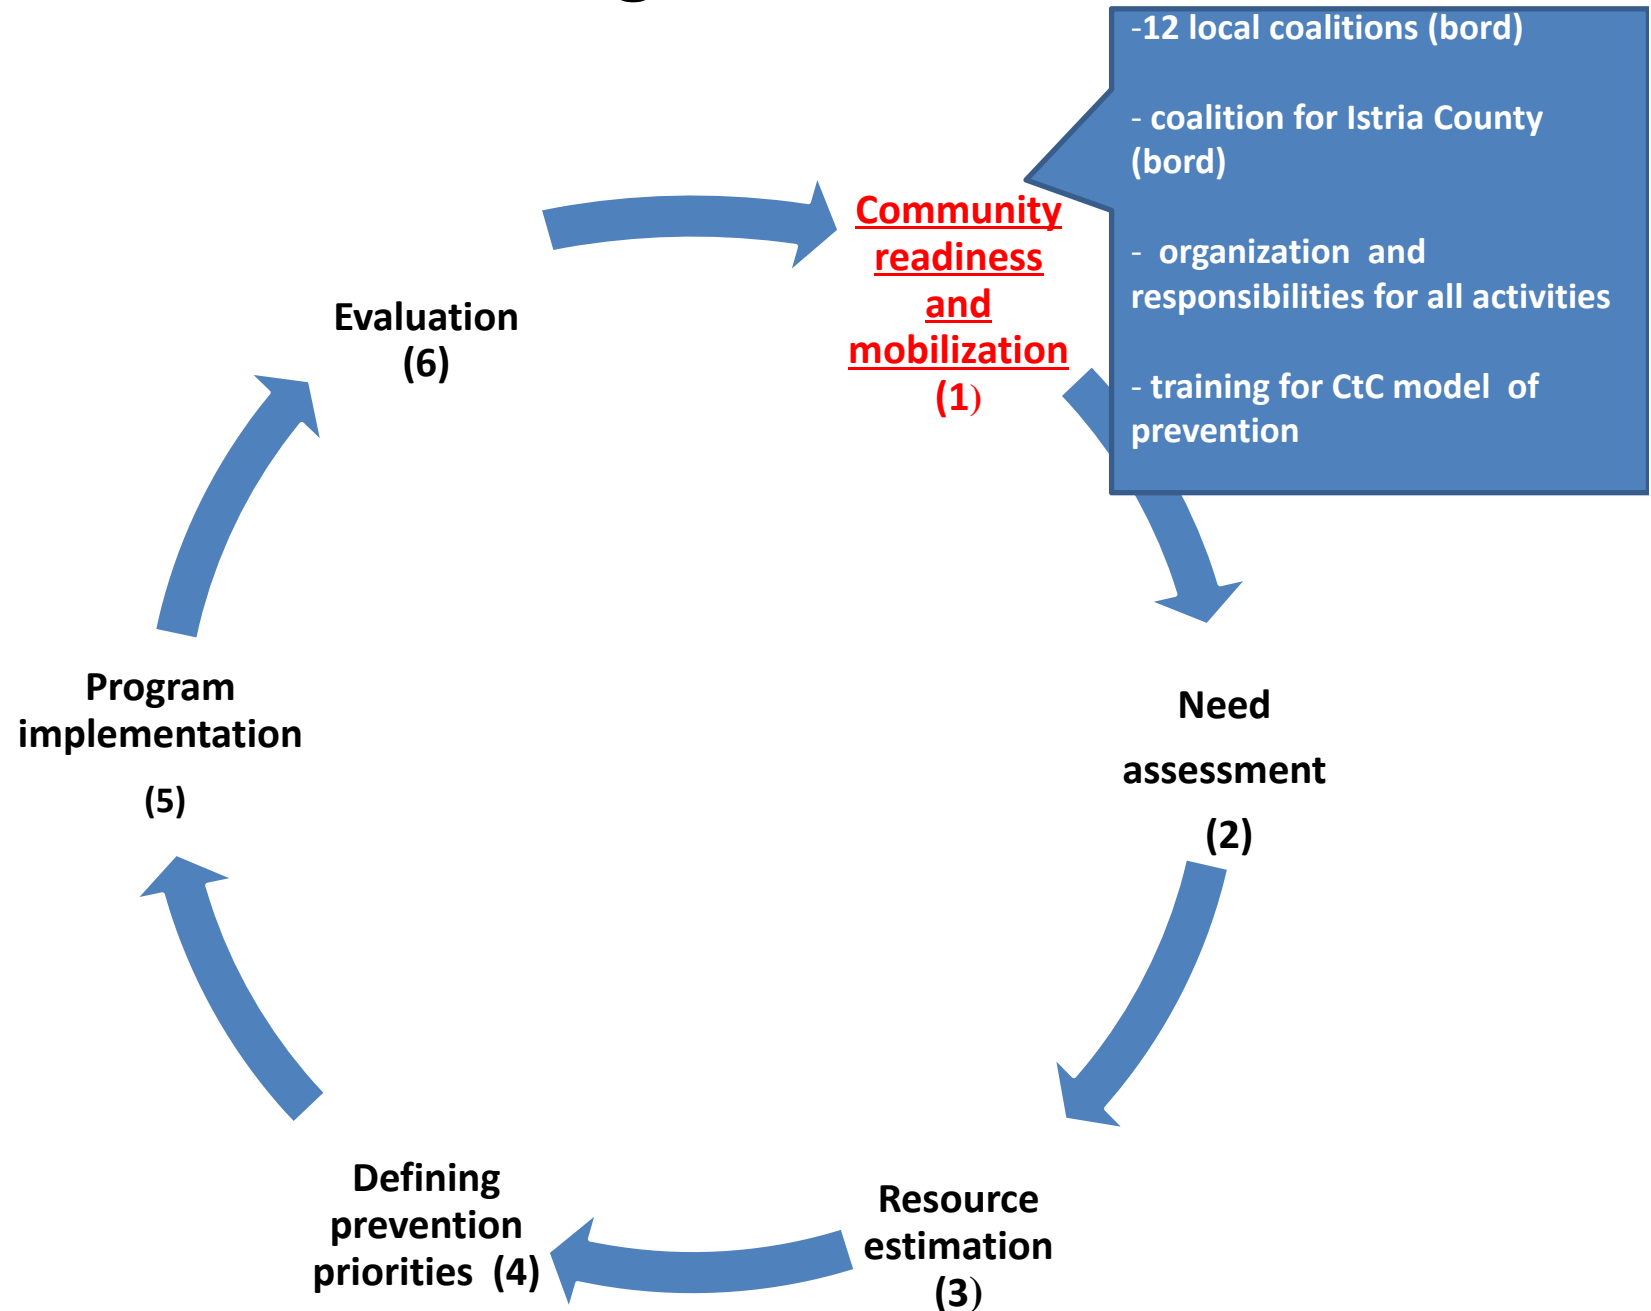 -12 local coalitions (bord)
- coalition for Istria County
(bord)
- organization and
responsibilities for all activities
- training for CtC model of
prevention
Community
readiness
and
mobilization
(1)
Need
assessment
(2)
Resource
estimation
(3)
Defining
prevention
priorities (4)
Program
implementation
(5)
Evaluation
(6)